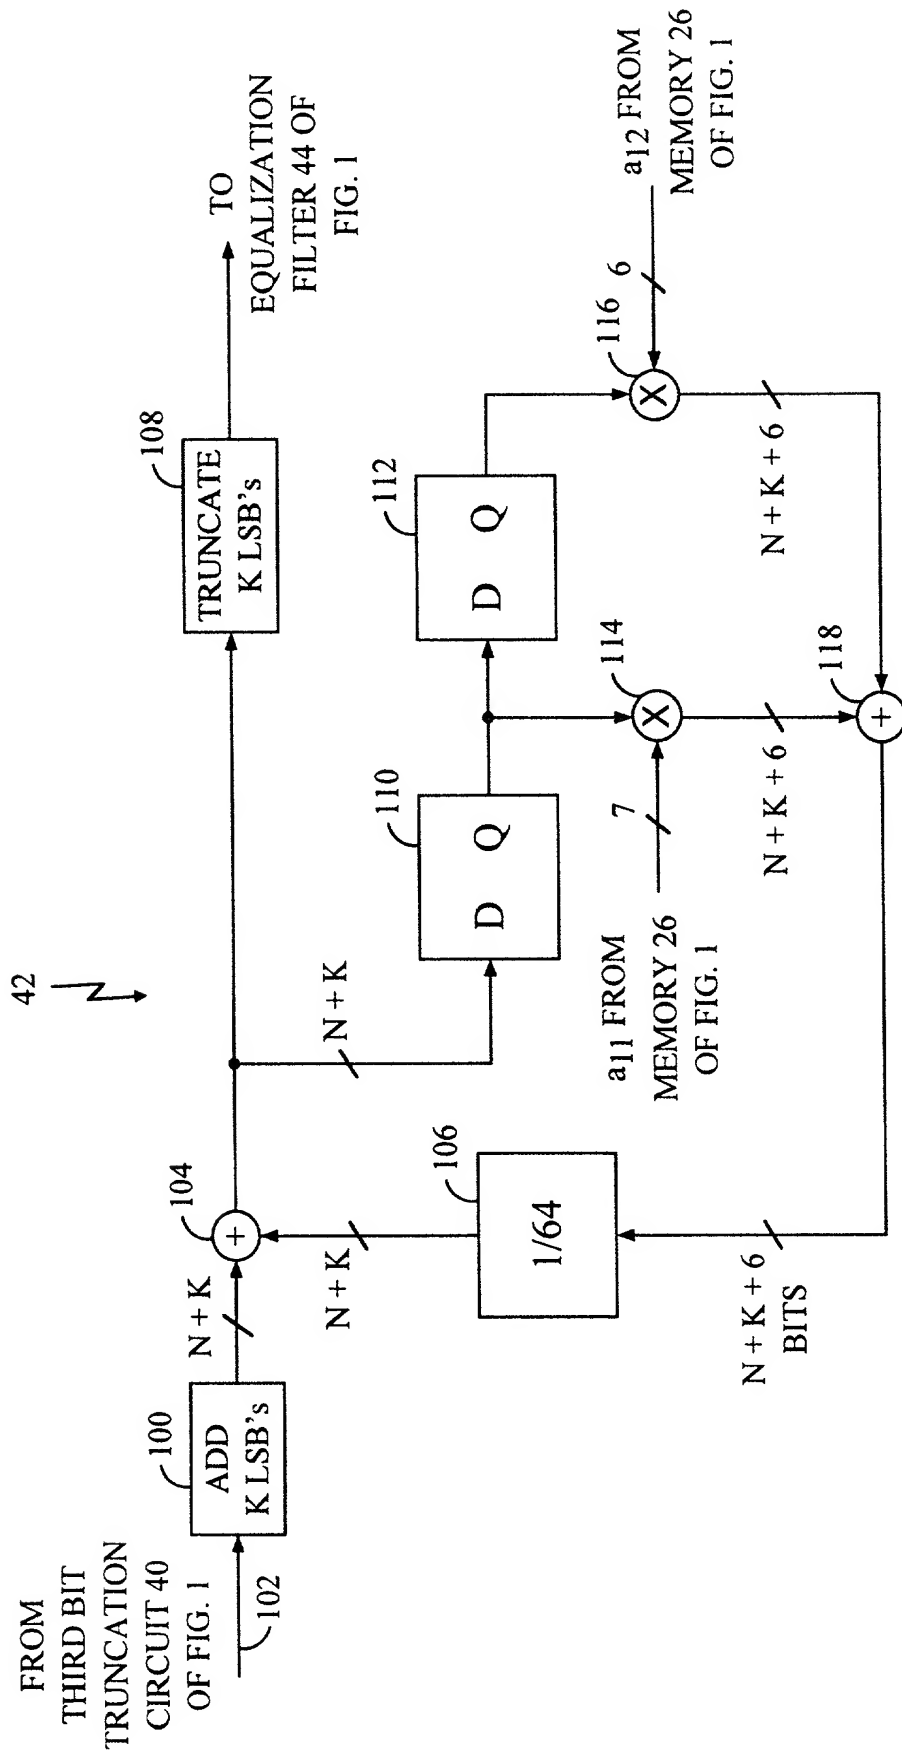 42
FROM
THIRD BIT
TRUNCATION
CIRCUIT 40
OF FIG. 1
102
100
ADD
K LSB's
N + K
104
+
N + K
106
1/64
N + K + 6
BITS
N + K
108
TRUNCATE
K LSB's
TO
EQUALIZATION
FILTER 44 OF
FIG. 1
110
D Q
112
D Q
a11 FROM
MEMORY 26
OF FIG. 1
7
114
X
N + K + 6
a12 FROM
MEMORY 26
OF FIG. 1
6
116
X
N + K + 6
118
+